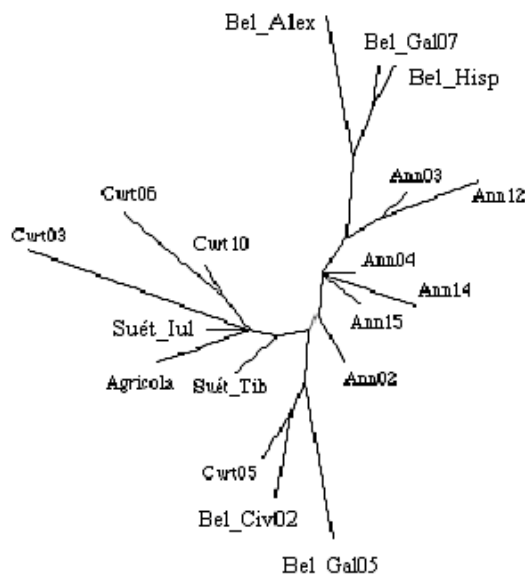 Bel_Alex
Bel_Gal07
Bel_Hisp
Ann03
Ann12
Curt06
Curt03
Curt10
Ann04
Ann14
Ann15
Suét_Iul
Agricola
Suét_Tib
Ann02
Curt05
Bel_Civ02
Bel_Gal05